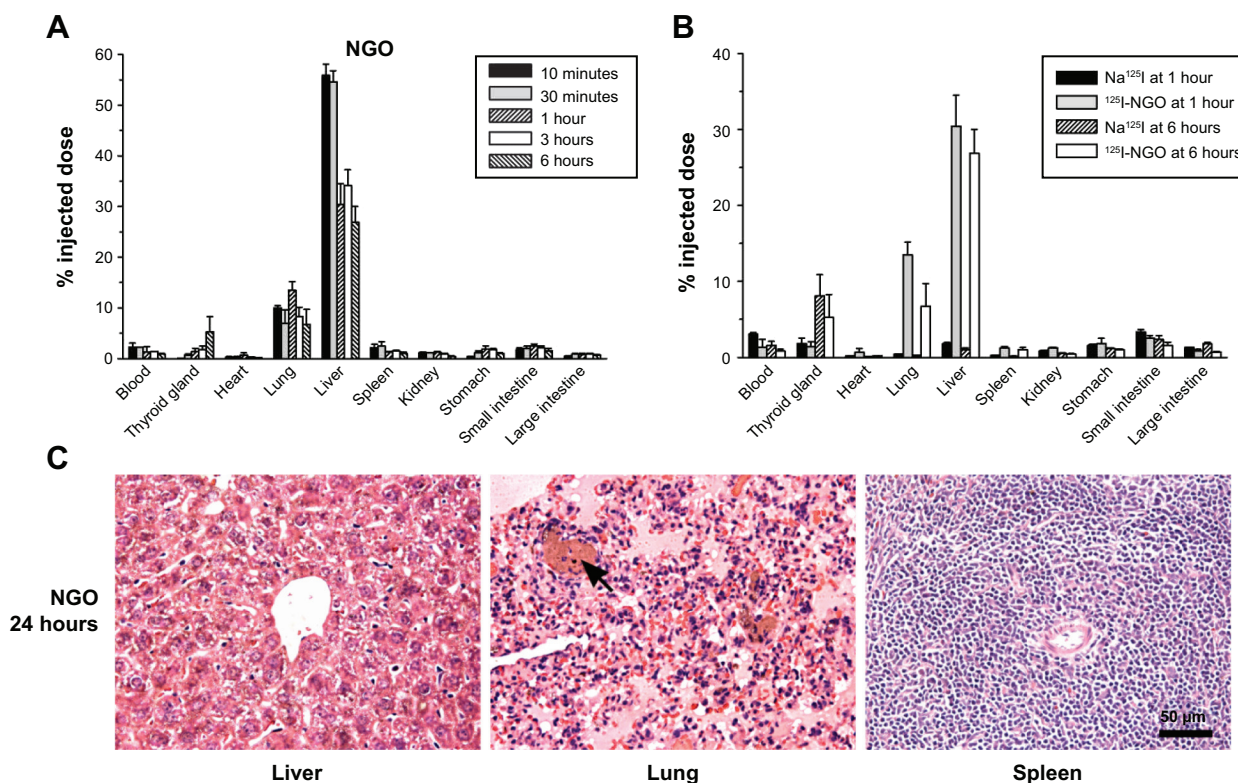 A
NGO
% injected dose
60
50
40
30
20
10
0
10 minutes
30 minutes
1 hour
3 hours
6 hours
Blood
Thyroid gland
Heart
Lung
Liver
Spleen
Kidney
Stomach
Small intestine
Large intestine
B
% injected dose
40
30
20
10
0
Na¹²⁵I at 1 hour
¹²⁵I-NGO at 1 hour
Na¹²⁵I at 6 hours
¹²⁵I-NGO at 6 hours
Blood
Thyroid gland
Heart
Lung
Liver
Spleen
Kidney
Stomach
Small intestine
Large intestine
C
NGO
24 hours
50 µm
Liver
Lung
Spleen